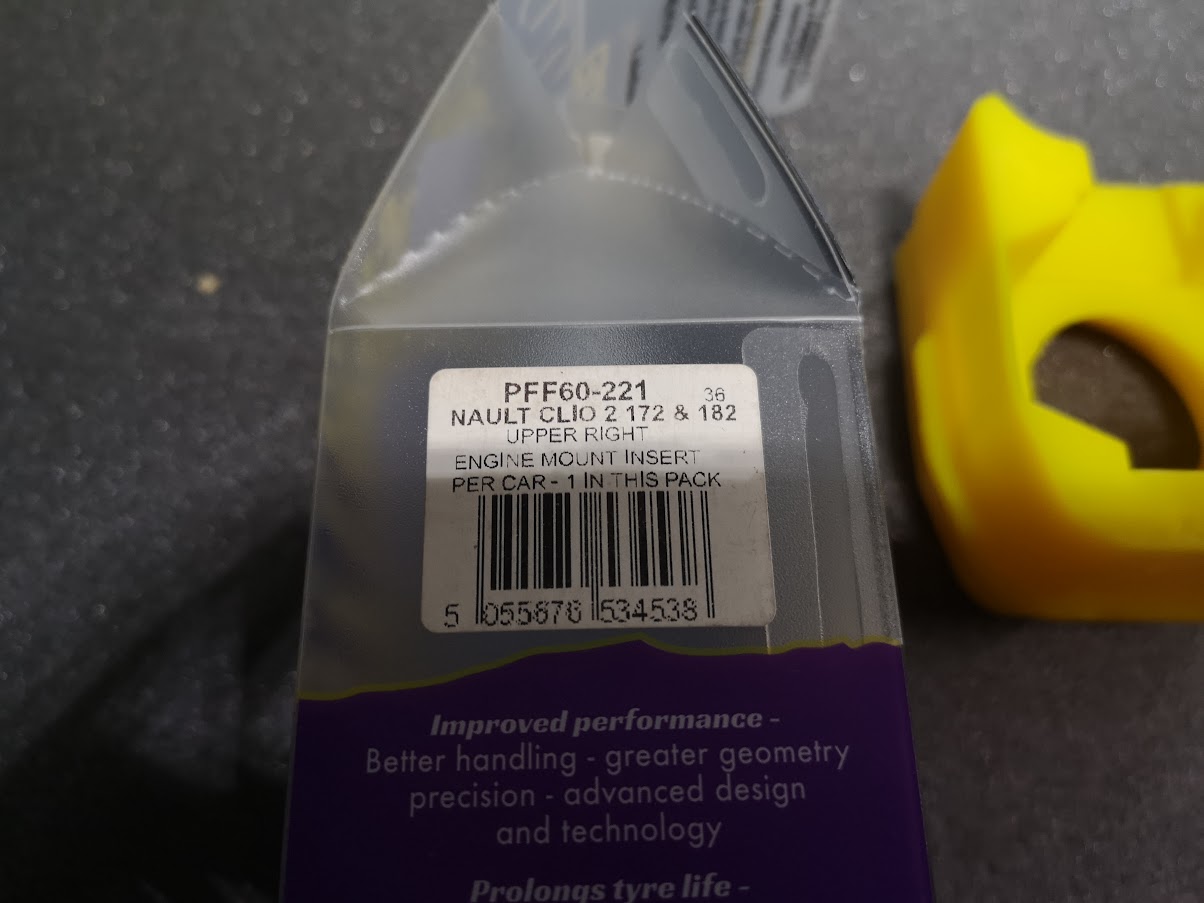 PFF60-221 36
NAULT CLIO 2 172 & 182
UPPER RIGHT
ENGINE MOUNT INSERT
PER CAR - 1 IN THIS PACK
5 055676 534538
Improved performance -
Better handling - greater geometry
precision - advanced design
and technology
Prolongs tyre life -